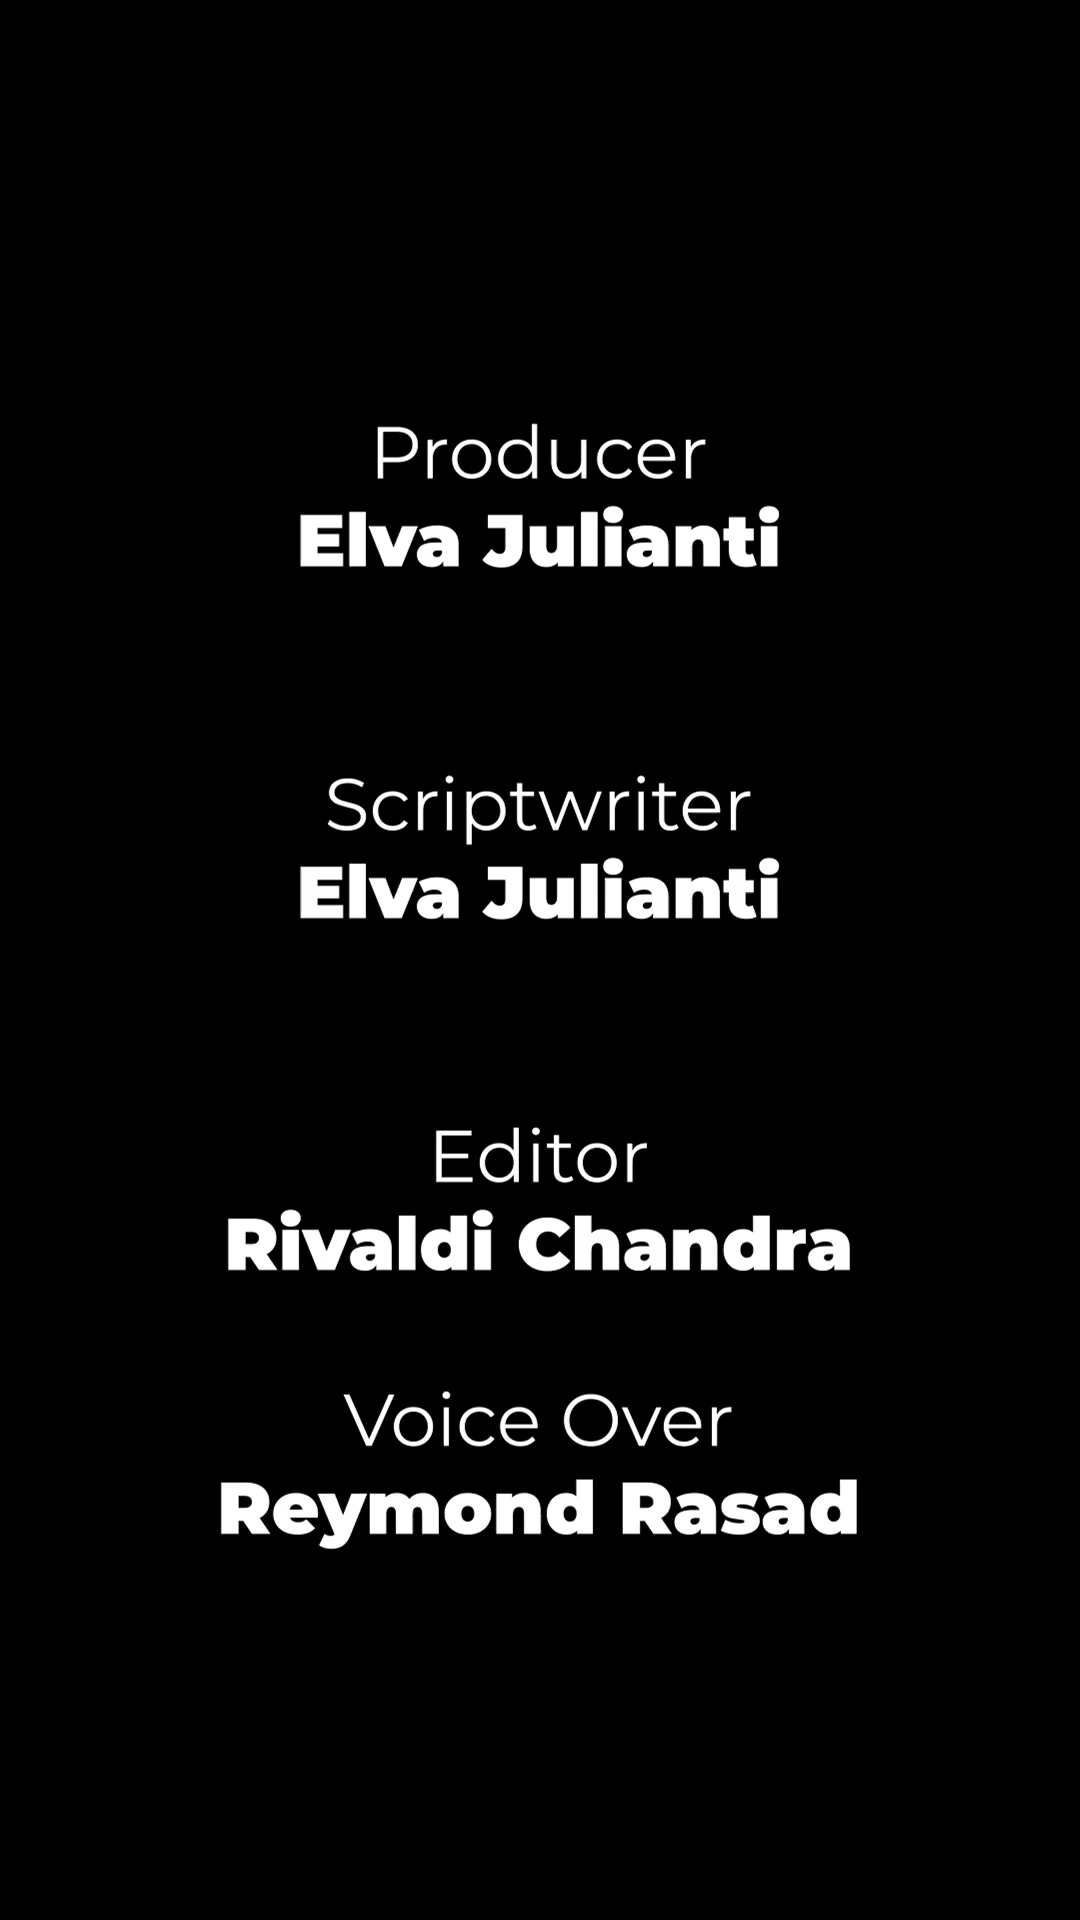 Producer
Elva Julianti
Scriptwriter
Elva Julianti
Editor
Rivaldi Chandra
Voice Over
Reymond Rasad